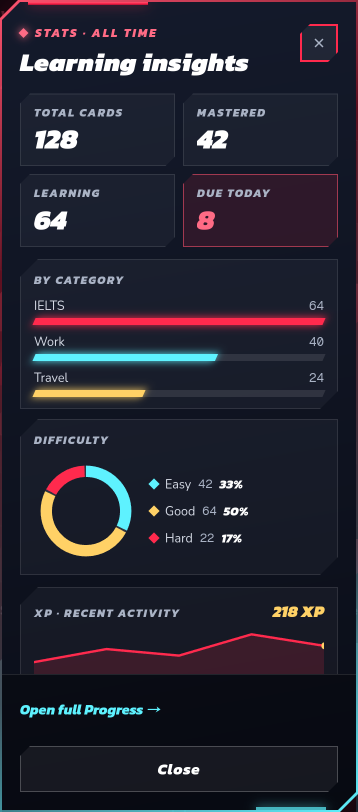 STATS · ALL TIME
Learning insights
×
TOTAL CARDS
128
MASTERED
42
LEARNING
64
DUE TODAY
8
BY CATEGORY
IELTS 64
Work 40
Travel 24
DIFFICULTY
Easy 42 33%
Good 64 50%
Hard 22 17%
XP · RECENT ACTIVITY 218 XP
Open full Progress →
Close